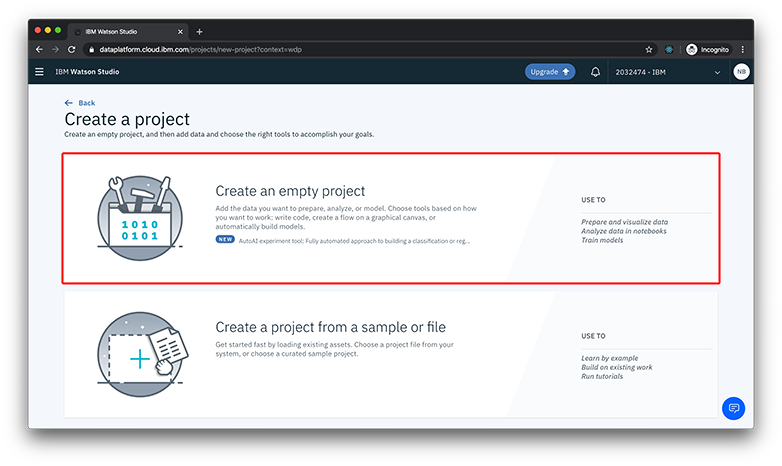 IBM Watson Studio
dataplatform.cloud.ibm.com/projects/new-project?context=wdp
Incognito
IBM Watson Studio
Upgrade
2032474 - IBM
NB
Back
Create a project
Create an empty project, and then add data and choose the right tools to accomplish your goals.
1010
0101
Create an empty project
Add the data you want to prepare, analyze, or model. Choose tools based on how
you want to work: write code, create a flow on a graphical canvas, or
automatically build models.
NEW AutoAI experiment tool: Fully automated approach to building a classification or reg...
USE TO
Prepare and visualize data
Analyze data in notebooks
Train models
Create a project from a sample or file
Get started fast by loading existing assets. Choose a project file from your
system, or choose a curated sample project.
USE TO
Learn by example
Build on existing work
Run tutorials